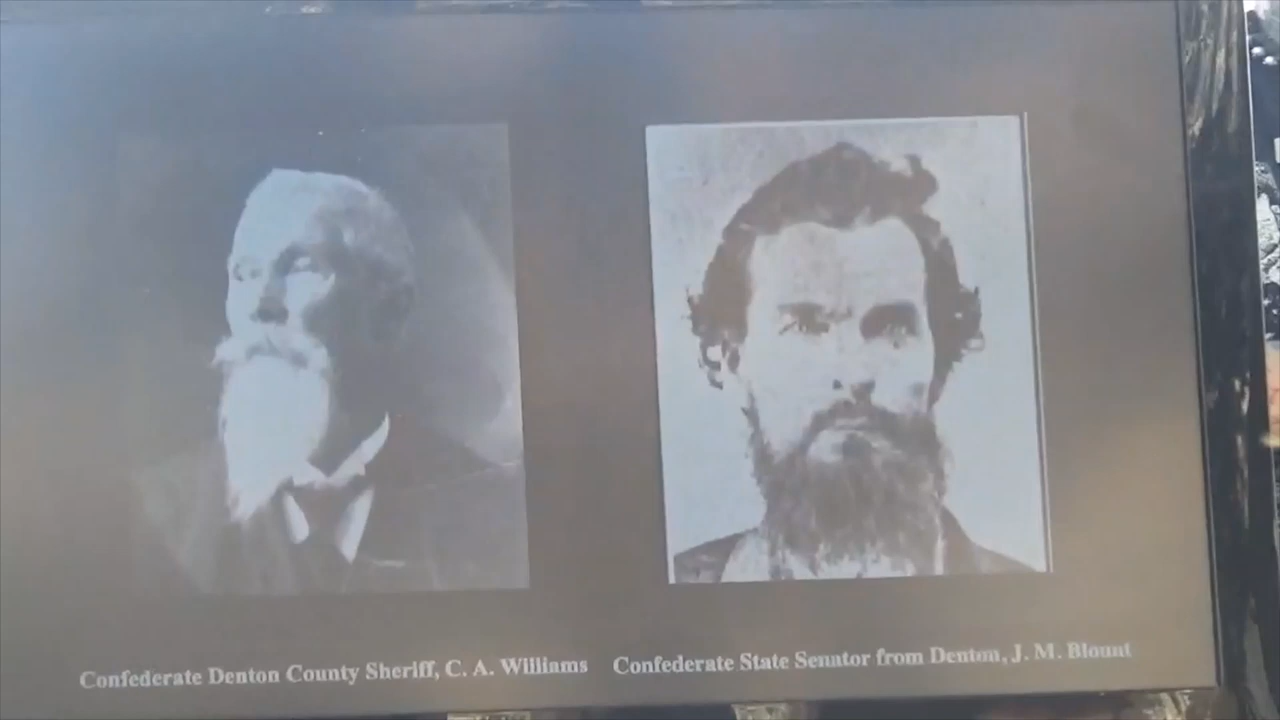 Confederate Denton County Sheriff, C. A. Williams
Confederate State Senator from Denton, J. M. Blount